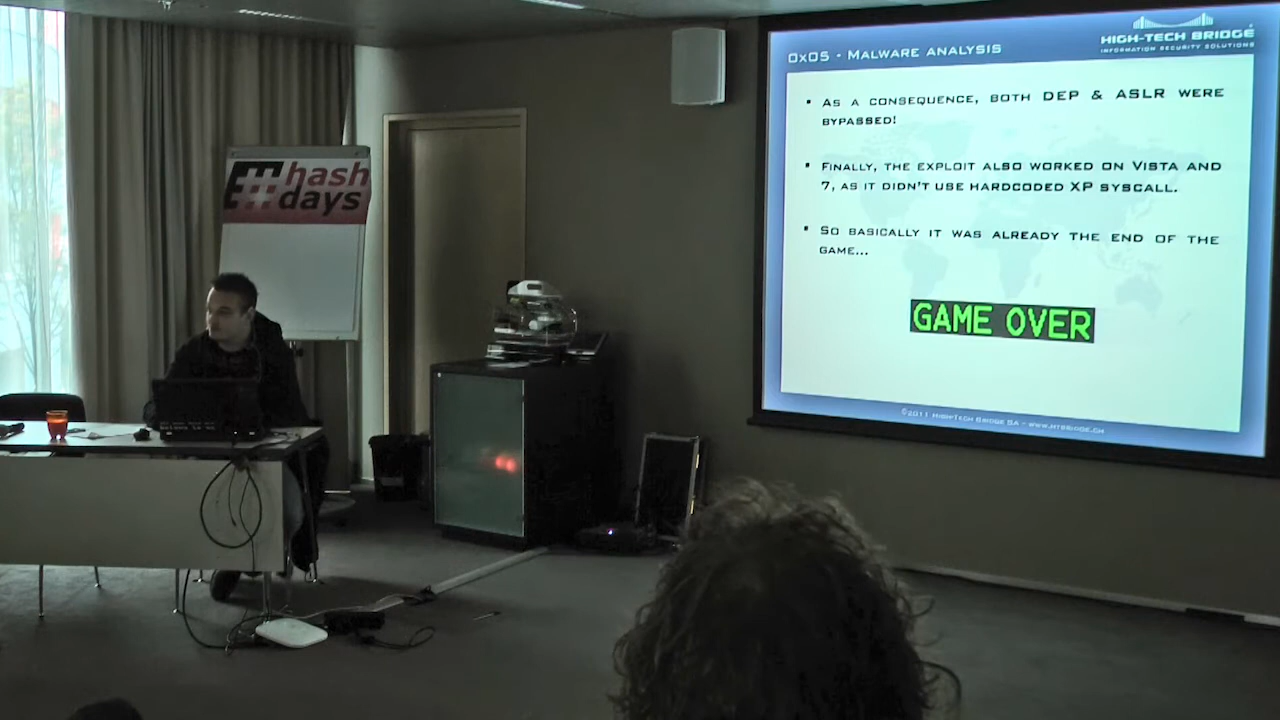 hash
days
HIGH-TECH BRIDGE
INFORMATION SECURITY SOLUTIONS
0x05 - MALWARE ANALYSIS
▪ AS A CONSEQUENCE, BOTH DEP & ASLR WERE
BYPASSED!
▪ FINALLY, THE EXPLOIT ALSO WORKED ON VISTA AND
7, AS IT DIDN'T USE HARDCODED XP SYSCALL.
▪ SO BASICALLY IT WAS ALREADY THE END OF THE
GAME...
GAME OVER
©2011 HIGH-TECH BRIDGE SA – WWW.HTBRIDGE.CH